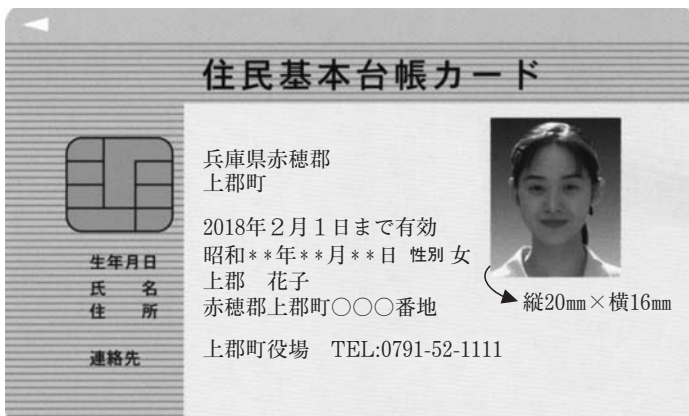 住民基本台帳カード
兵庫県赤穂郡
上郡町
2018年2月1日まで有効
生年月日 昭和**年**月**日 性別 女
氏 名 上郡 花子
住 所 赤穂郡上郡町○○○番地
縦20㎜×横16㎜
連絡先 上郡町役場 TEL:0791-52-1111